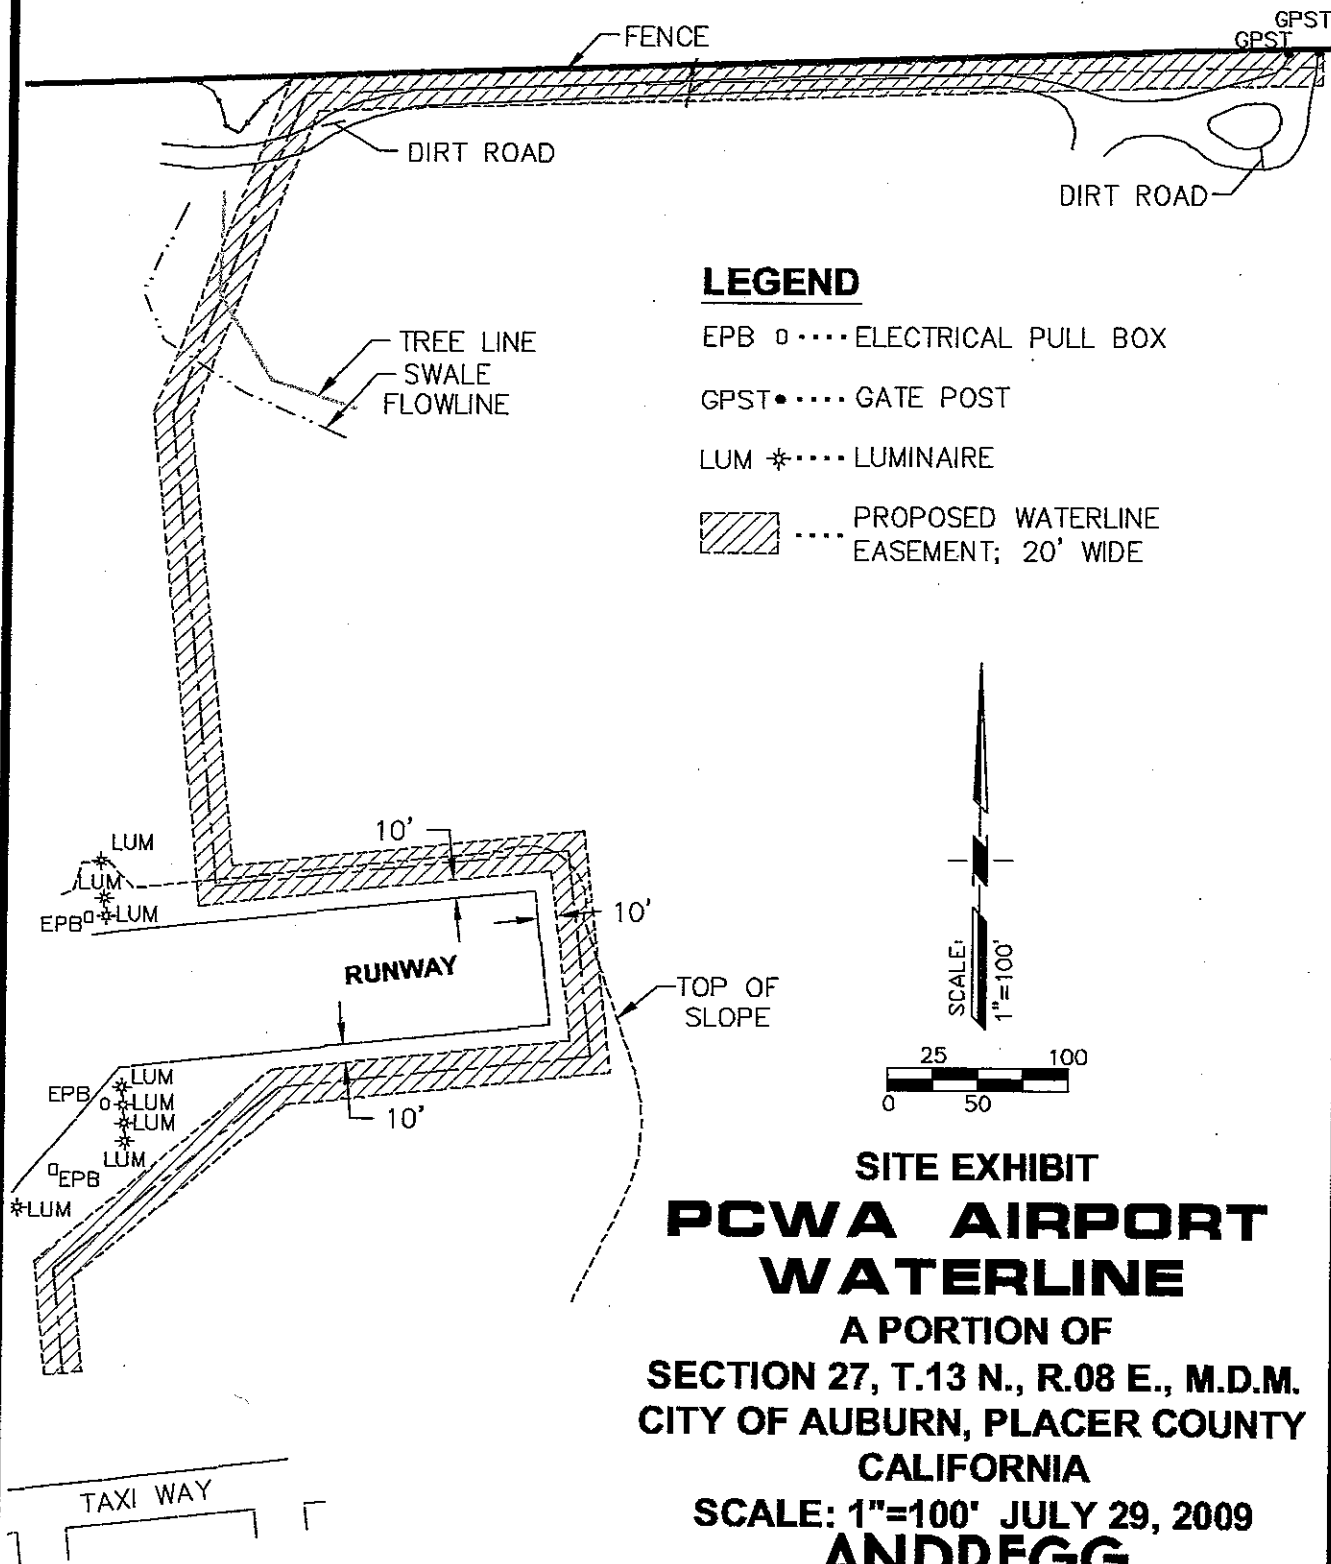 GPST
GPST
FENCE
DIRT ROAD
DIRT ROAD
LEGEND
EPB ELECTRICAL PULL BOX
GPST GATE POST
LUM LUMINAIRE
PROPOSED WATERLINE
EASEMENT; 20' WIDE
TREE LINE
SWALE
FLOWLINE
10'
LUM
LUM
EPB LUM
10'
RUNWAY
TOP OF
SLOPE
SCALE:
1"=100'
25 100
0 50
EPB LUM
LUM
LUM
LUM
EPB
LUM
10'
SITE EXHIBIT
PCWA AIRPORT
WATERLINE
A PORTION OF
SECTION 27, T.13 N., R.08 E., M.D.M.
CITY OF AUBURN, PLACER COUNTY
CALIFORNIA
SCALE: 1"=100' JULY 29, 2009
TAXI WAY